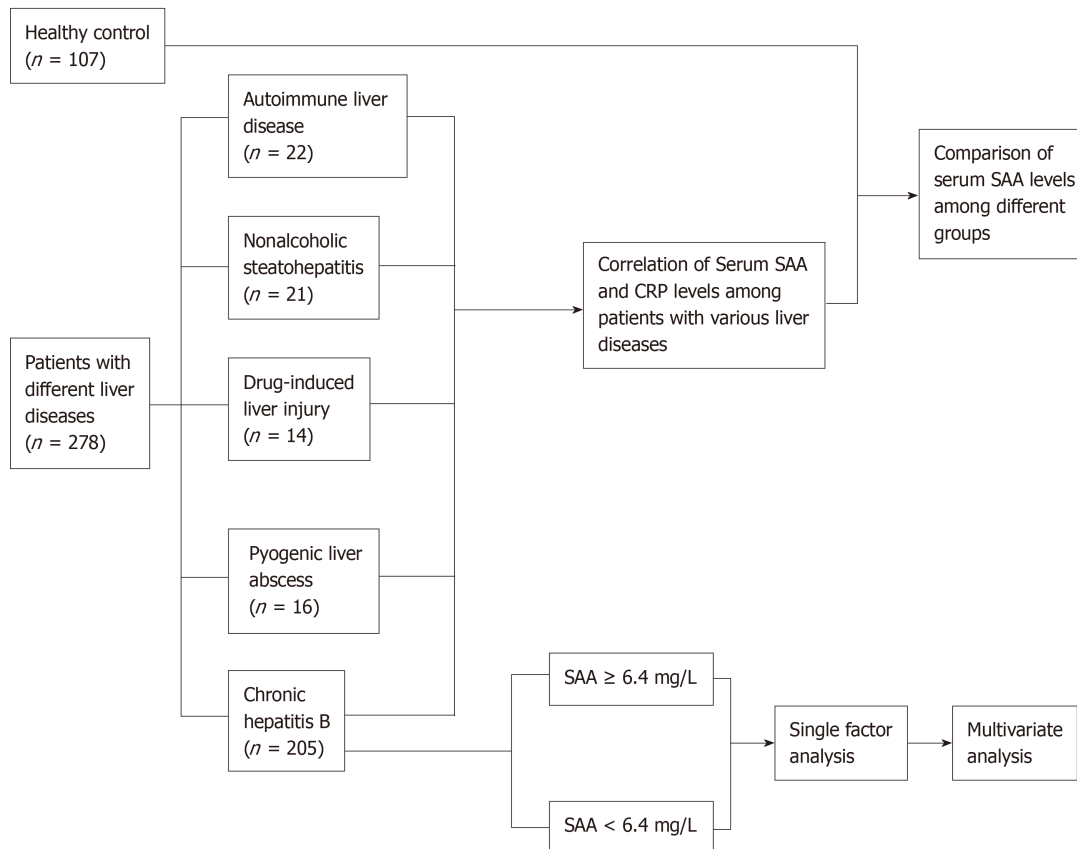 Healthy control
(n = 107)
Autoimmune liver
disease
(n = 22)
Nonalcoholic
steatohepatitis
(n = 21)
Drug-induced
liver injury
(n = 14)
Pyogenic liver
abscess
(n = 16)
Chronic
hepatitis B
(n = 205)
Patients with
different liver
diseases
(n = 278)
Correlation of Serum SAA
and CRP levels among
patients with various liver
diseases
Comparison of
serum SAA levels
among different
groups
SAA ≥ 6.4 mg/L
SAA < 6.4 mg/L
Single factor
analysis
Multivariate
analysis